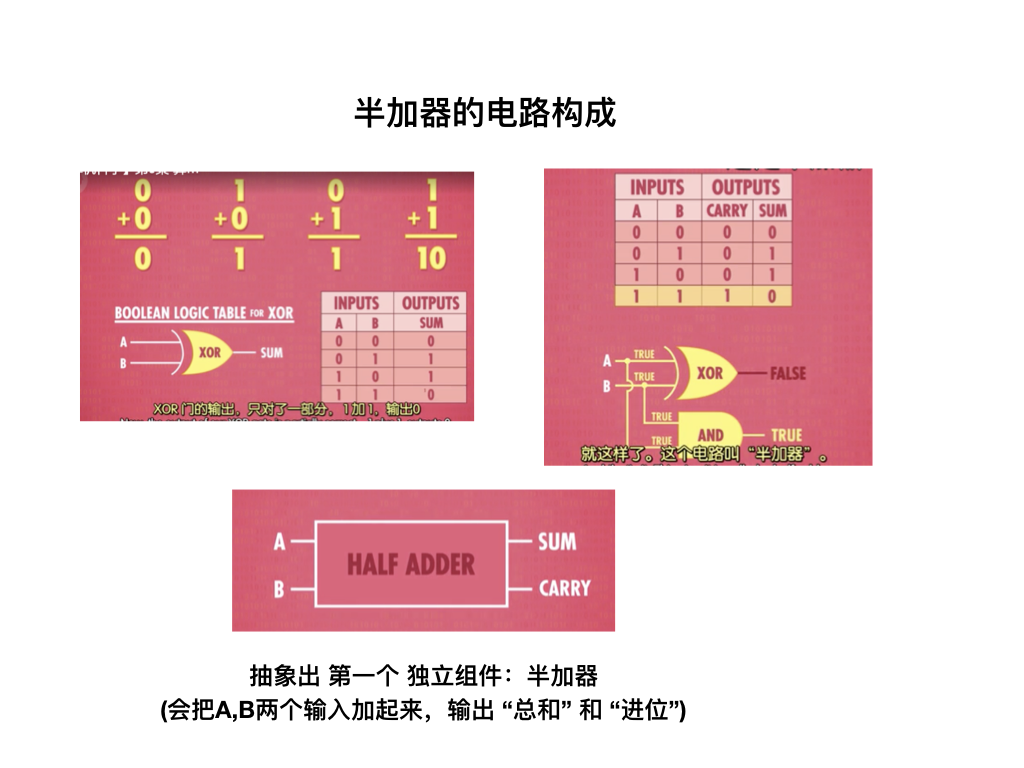 半加器的电路构成
0 1 0 1
+0 +0 +1 +1
0 1 1 10
BOOLEAN LOGIC TABLE FOR XOR
A
B
XOR
SUM
INPUTS OUTPUTS
A B SUM
0 0 0
0 1 1
1 0 1
1 1 0
XOR 门的输出，只对了一部分，1加1，输出0
INPUTS OUTPUTS
A B CARRY SUM
0 0 0 0
0 1 0 1
1 0 0 1
1 1 1 0
A TRUE
B TRUE
XOR
FALSE
TRUE
TRUE
AND
TRUE
就这样了。这个电路叫 “半加器” 。
A
B
HALF ADDER
SUM
CARRY
抽象出 第一个 独立组件：半加器
(会把A,B两个输入加起来，输出 “总和” 和 “进位”)